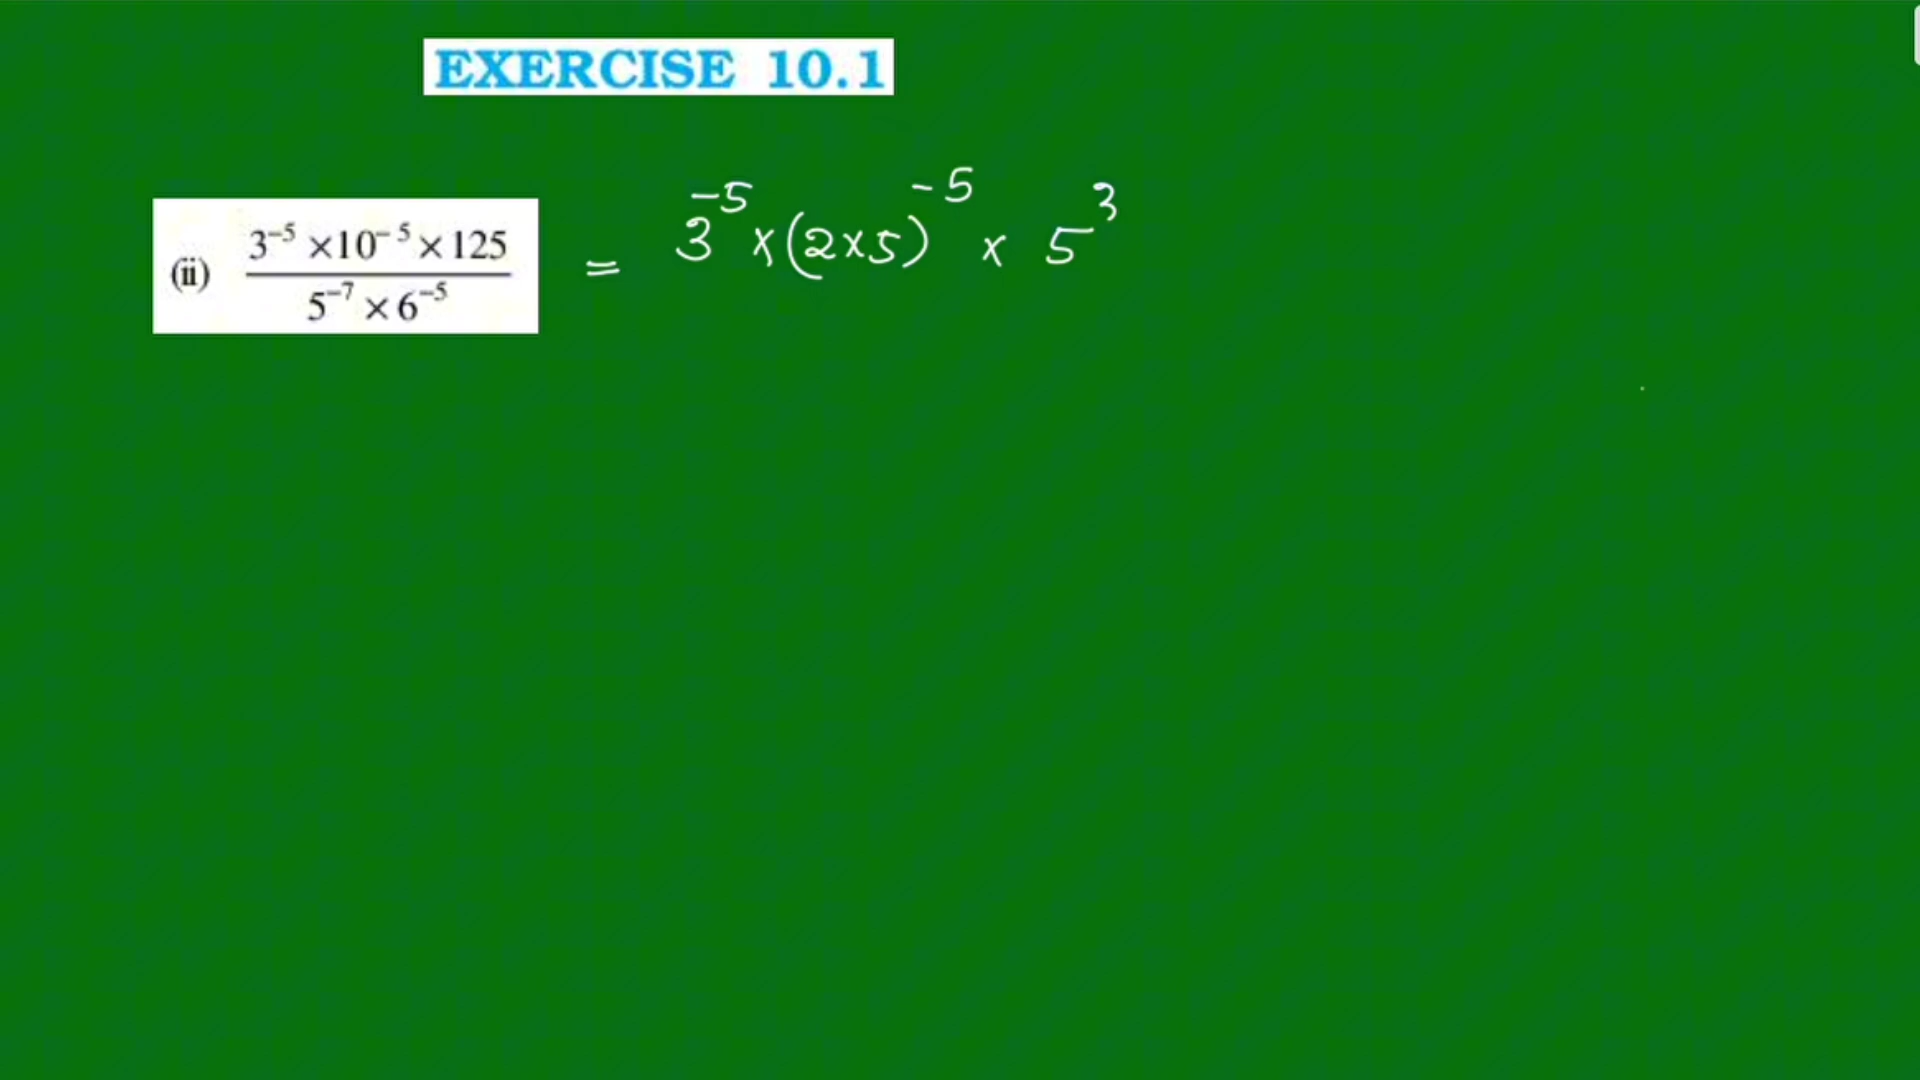 EXERCISE 10.1
(ii) 3⁻⁵ ×10⁻⁵ × 125 / 5⁻⁷ × 6⁻⁵ = 3⁻⁵ × (2×5)⁻⁵ × 5³